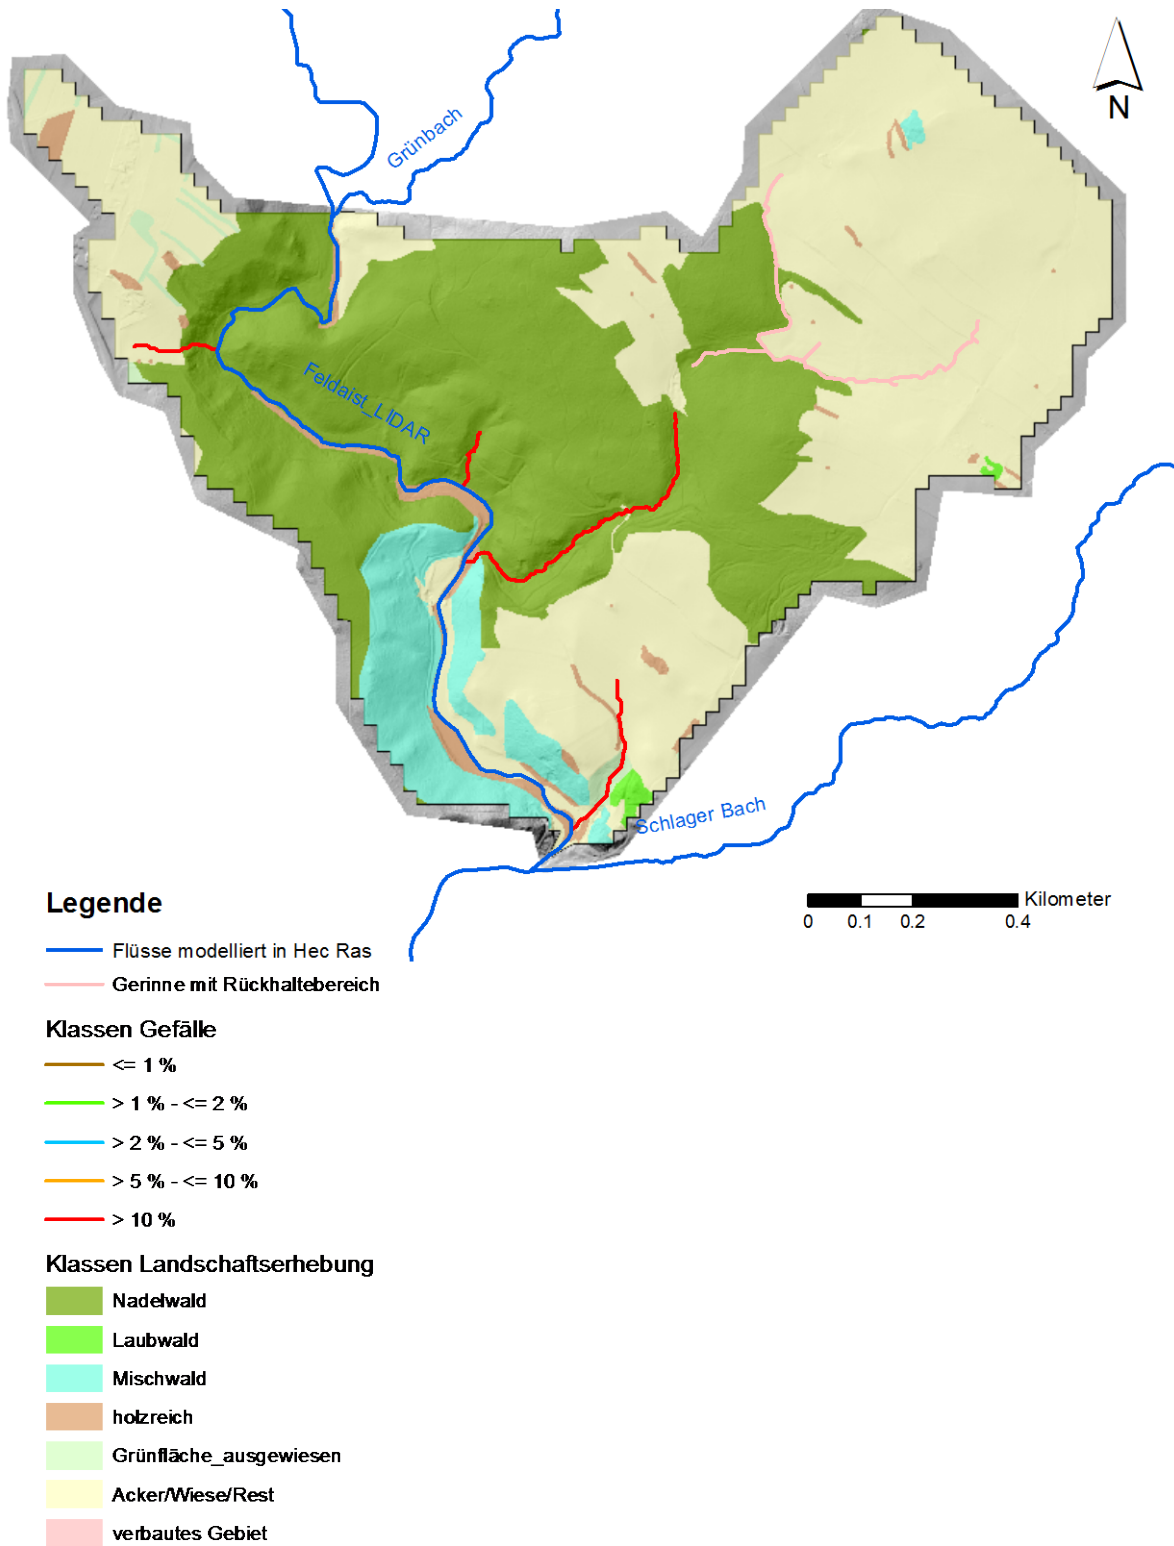 N
Grünbach
Feldaist_LIDAR
Schlager Bach
Legende
Kilometer
0 0.1 0.2 0.4
Flüsse modelliert in Hec Ras
Gerinne mit Rückhaltebereich
Klassen Gefälle
<= 1 %
> 1 % - <= 2 %
> 2 % - <= 5 %
> 5 % - <= 10 %
> 10 %
Klassen Landschaftserhebung
Nadelwald
Laubwald
Mischwald
holzreich
Grünfläche_ausgewiesen
Acker/Wiese/Rest
verbautes Gebiet